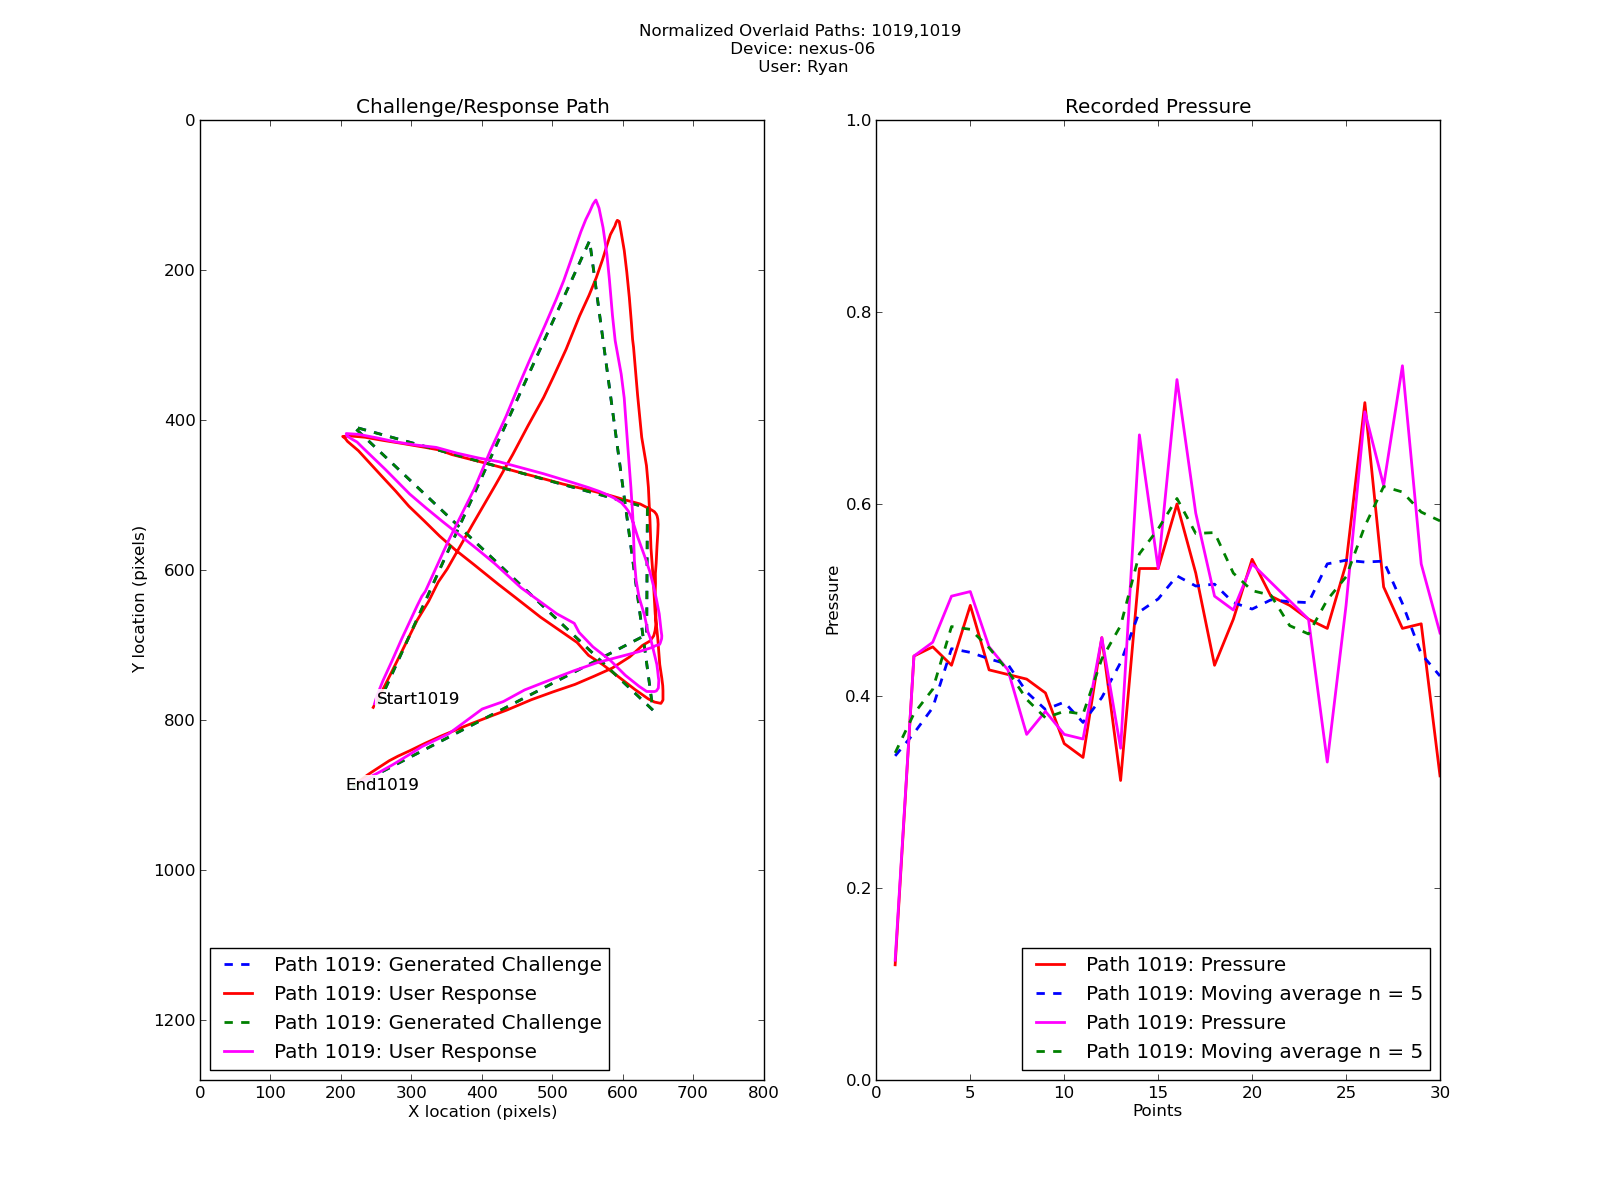 Normalized Overlaid Paths: 1019,1019
Device: nexus-06
User: Ryan
Challenge/Response Path
0
200
400
600
800
1000
1200
Y location (pixels)
Start1019
End1019
Path 1019: Generated Challenge
Path 1019: User Response
Path 1019: Generated Challenge
Path 1019: User Response
0 100 200 300 400 500 600 700 800
X location (pixels)
Recorded Pressure
1.0
0.8
0.6
0.4
0.2
0.0
Pressure
Path 1019: Pressure
Path 1019: Moving average n = 5
Path 1019: Pressure
Path 1019: Moving average n = 5
0 5 10 15 20 25 30
Points